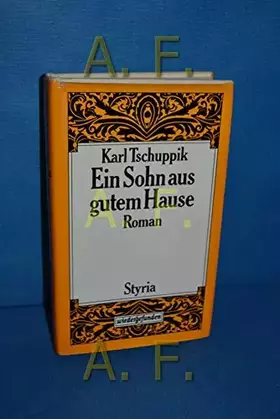 A. F.
Karl Tschuppik
Ein Sohn aus
gutem Hause
Roman
A. F.
Styria
wiedergefunden
A. F.